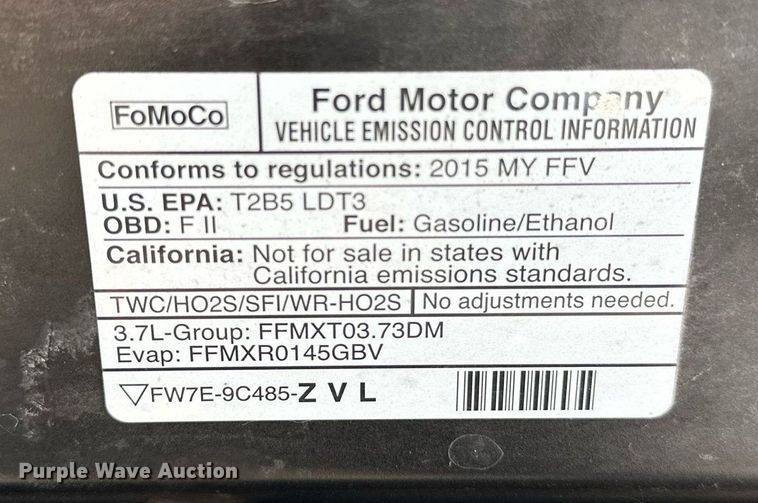 FoMoCo
Ford Motor Company
VEHICLE EMISSION CONTROL INFORMATION
Conforms to regulations: 2015 MY FFV
U.S. EPA: T2B5 LDT3
OBD: F II Fuel: Gasoline/Ethanol
California: Not for sale in states with
California emissions standards.
TWC/HO2S/SFI/WR-HO2S No adjustments needed.
3.7L-Group: FFMXT03.73DM
Evap: FFMXR0145GBV
▽FW7E-9C485-Z V L
Purple Wave Auction